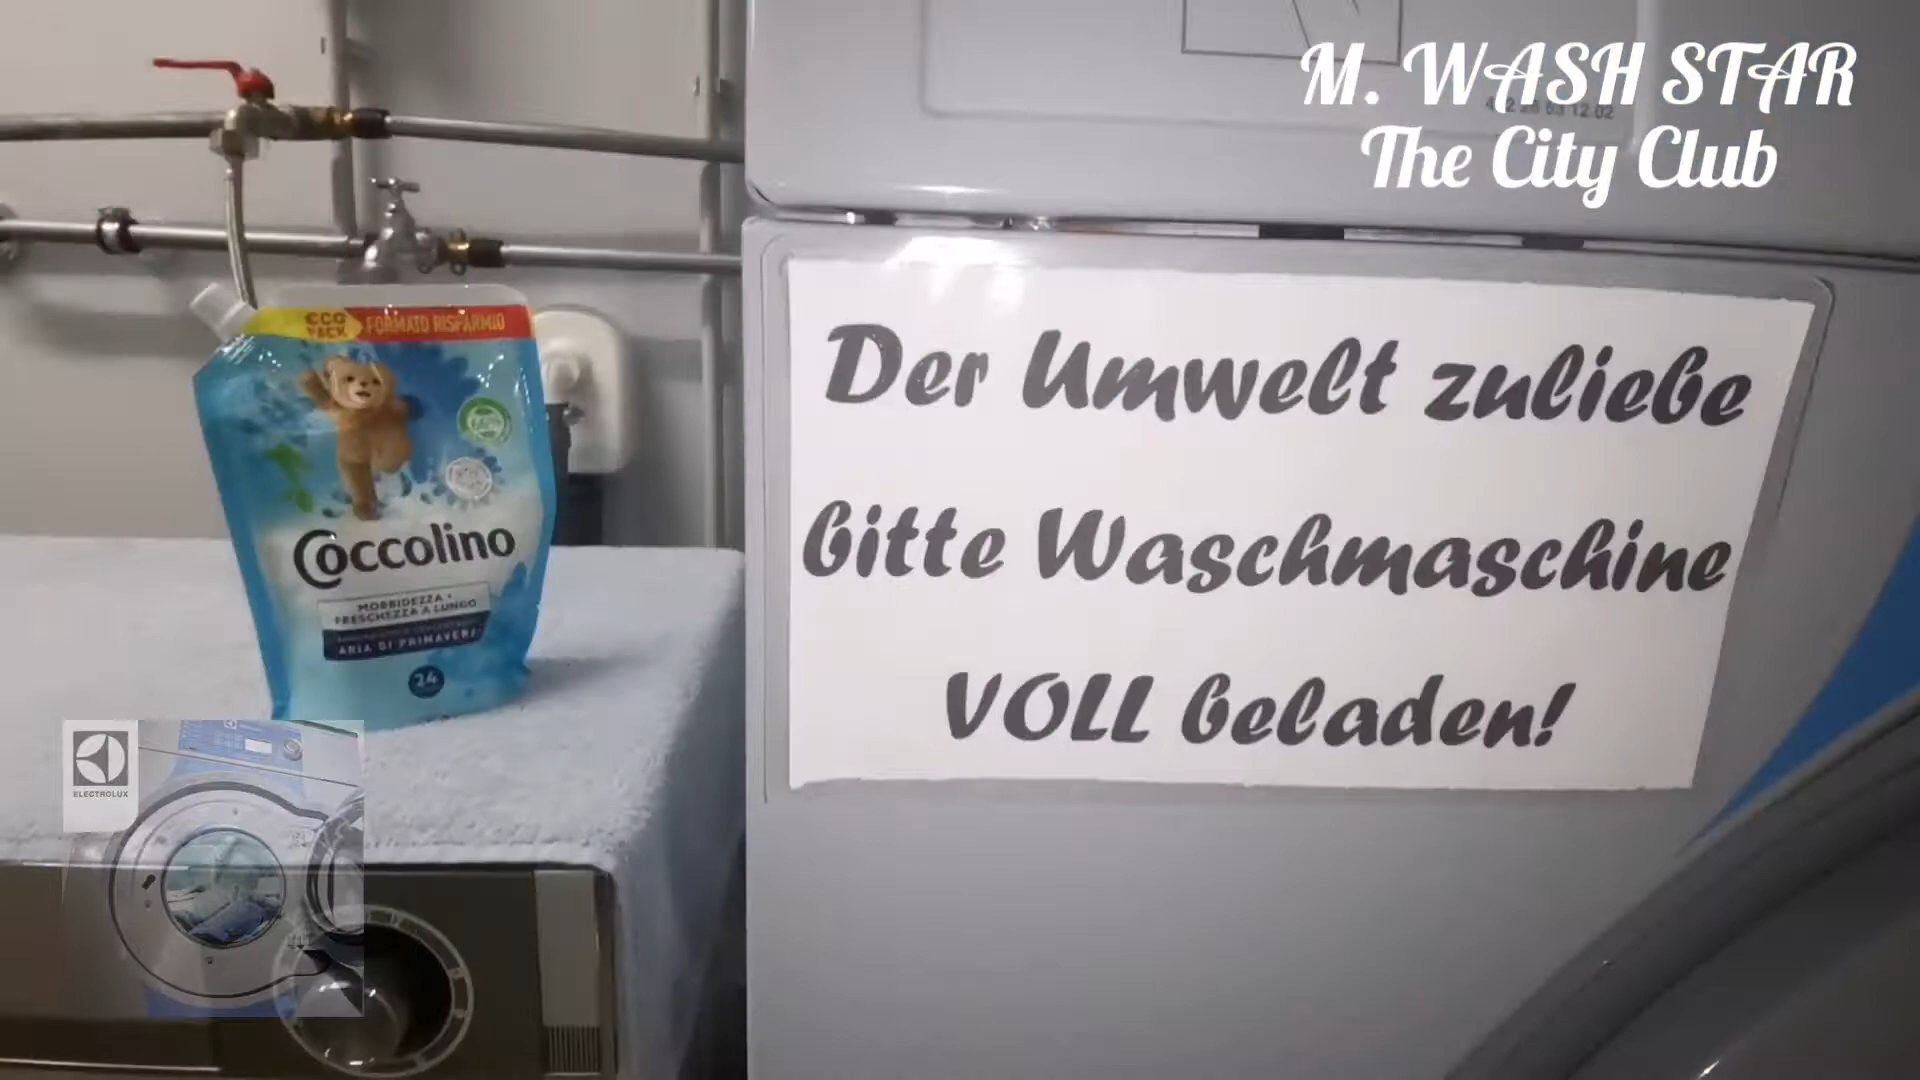 M. WASH STAR
The City Club
ECO PACK
FORMATO RISPARMIO
Coccolino
MORBIDEZZA +
FRESCHEZZA A LUNGO
ARIA DI PRIMAVERA
24
ELECTROLUX
Der Umwelt zuliebe
bitte Waschmaschine
VOLL beladen!